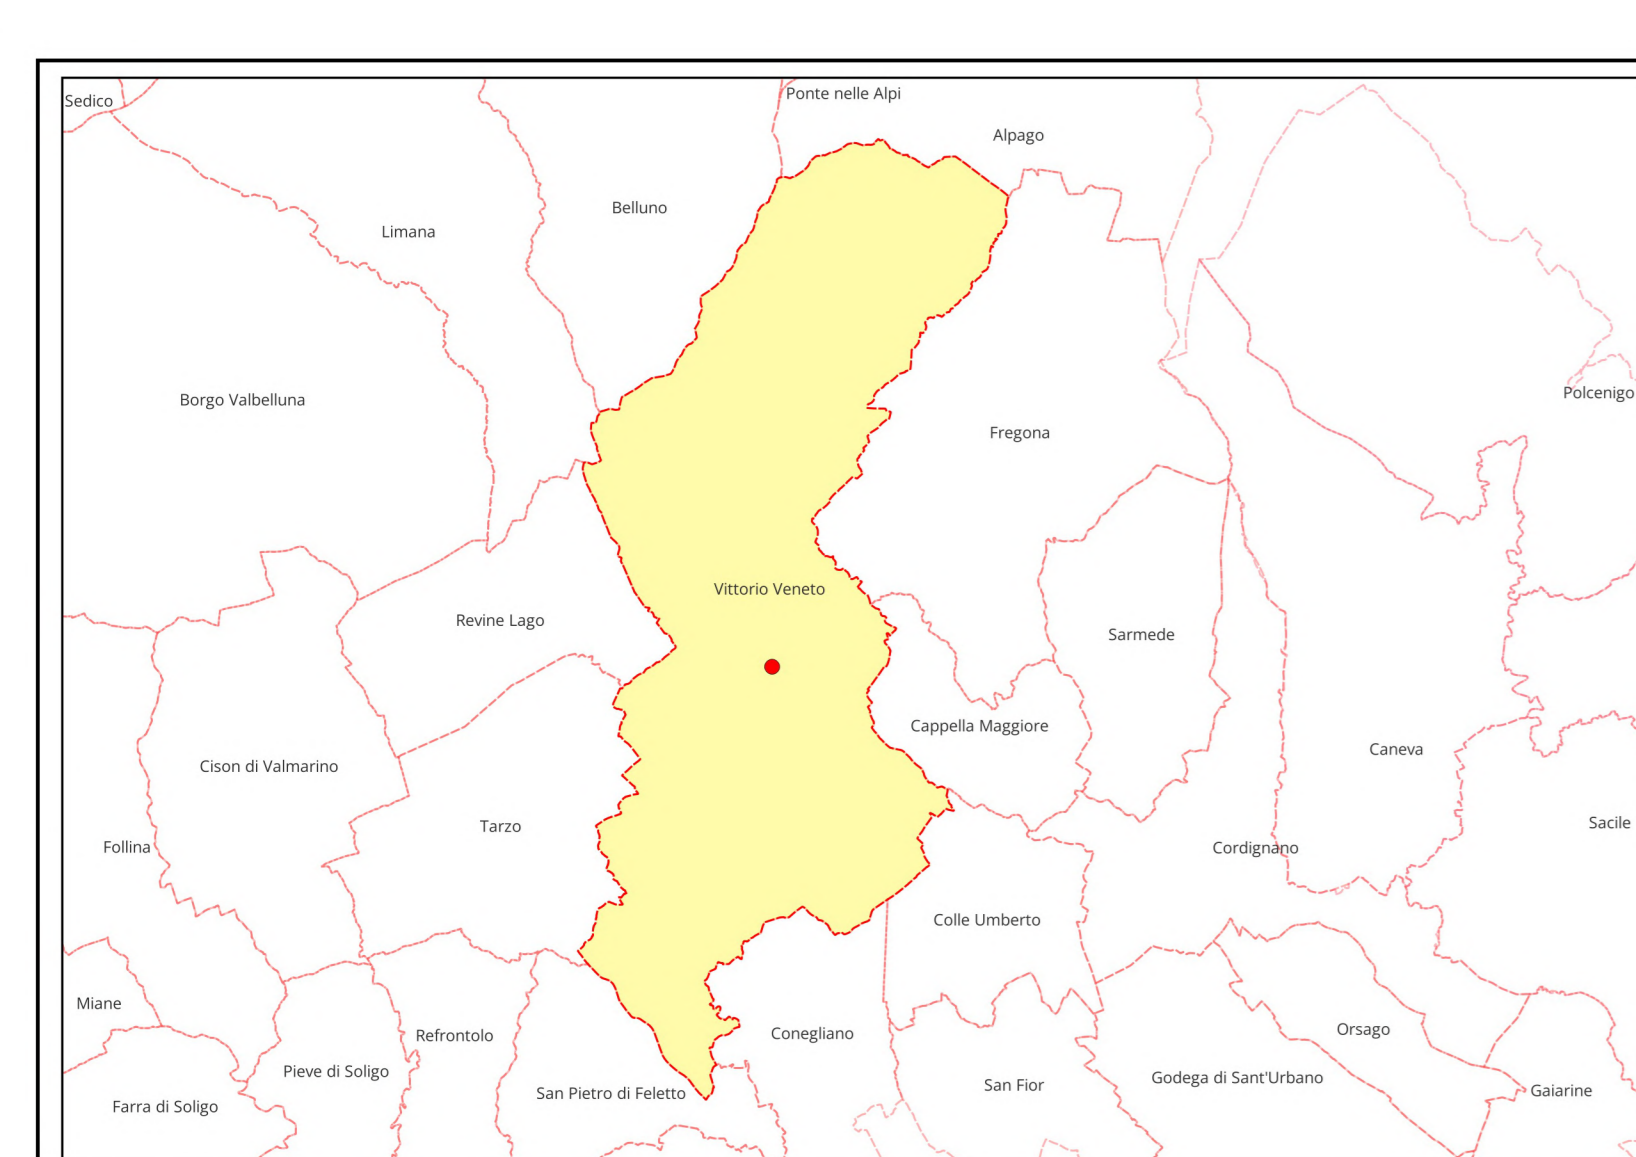 Sedico
Ponte nelle Alpi
Alpago
Belluno
Limana
Borgo Valbelluna
Polcenigo
Fregona
Vittorio Veneto
Revine Lago
Sarmede
Cappella Maggiore
Caneva
Cison di Valmarino
Tarzo
Sacile
Follina
Cordignano
Colle Umberto
Miane
Refrontolo
Conegliano
Orsago
Pieve di Soligo
San Pietro di Feletto
San Fior
Godega di Sant'Urbano
Gaiarine
Farra di Soligo